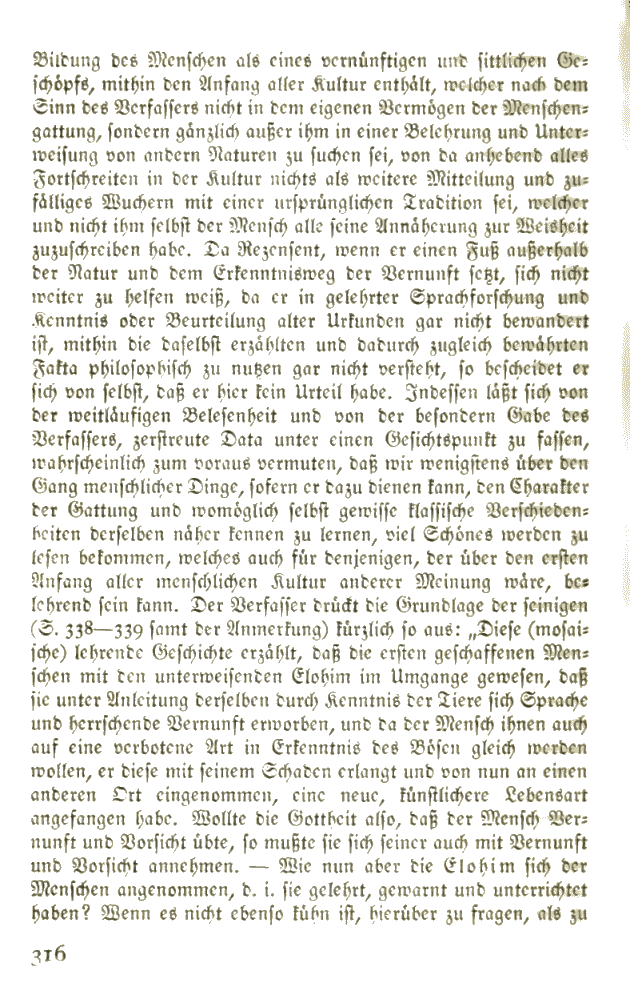 Bildung des Menschen als eines vernünftigen und sittlichen Ge-
schöpfs, mithin den Anfang aller Kultur enthält, welcher nach dem
Sinn des Verfassers nicht in dem eigenen Vermögen der Menschen-
gattung, sondern gänzlich außer ihm in einer Belehrung und Unter-
weisung von andern Naturen zu suchen sei, von da anhebend alles
Fortschreiten in der Kultur nichts als weitere Mitteilung und zu-
fälliges Wuchern mit einer ursprünglichen Tradition sei, welcher
und nicht ihm selbst der Mensch alle seine Annäherung zur Weisheit
zuzuschreiben habe. Da Rezensent, wenn er einen Fuß außerhalb
der Natur und dem Erkenntnisweg der Vernunft setzt, sich nicht
weiter zu helfen weiß, da er in gelehrter Sprachforschung und
Kenntnis oder Beurteilung alter Urkunden gar nicht bewandert
ist, mithin die daselbst erzählten und dadurch zugleich bewährten
Fakta philosophisch zu nutzen gar nicht versteht, so bescheidet er
sich von selbst, daß er hier kein Urteil habe. Indessen läßt sich von
der weitläufigen Belesenheit und von der besondern Gabe des
Verfassers, zerstreute Data unter einen Gesichtspunkt zu fassen,
wahrscheinlich zum voraus vermuten, daß wir wenigstens über den
Gang menschlicher Dinge, sofern er dazu dienen kann, den Charakter
der Gattung und womöglich selbst gewisse klassische Verschieden-
heiten derselben näher kennen zu lernen, viel Schönes werden zu
lesen bekommen, welches auch für denjenigen, der über den ersten
Anfang aller menschlichen Kultur anderer Meinung wäre, be-
lehrend sein kann. Der Verfasser drückt die Grundlage der seinigen
(S. 338—339 samt der Anmerkung) kürzlich so aus: „Diese (mosai-
sche) lehrende Geschichte erzählt, daß die ersten geschaffenen Men-
schen mit den unterweisenden Elohim im Umgange gewesen, daß
sie unter Anleitung derselben durch Kenntnis der Tiere sich Sprache
und herrschende Vernunft erworben, und da der Mensch ihnen auch
auf eine verbotene Art in Erkenntnis des Bösen gleich werden
wollen, er diese mit seinem Schaden erlangt und von nun an einen
anderen Ort eingenommen, eine neue, künstlichere Lebensart
angefangen habe. Wollte die Gottheit also, daß der Mensch Ver-
nunft und Vorsicht übte, so mußte sie sich seiner auch mit Vernunft
und Vorsicht annehmen. — Wie nun aber die Elohim sich der
Menschen angenommen, d. i. sie gelehrt, gewarnt und unterrichtet
haben? Wenn es nicht ebenso kühn ist, hierüber zu fragen, als zu
316